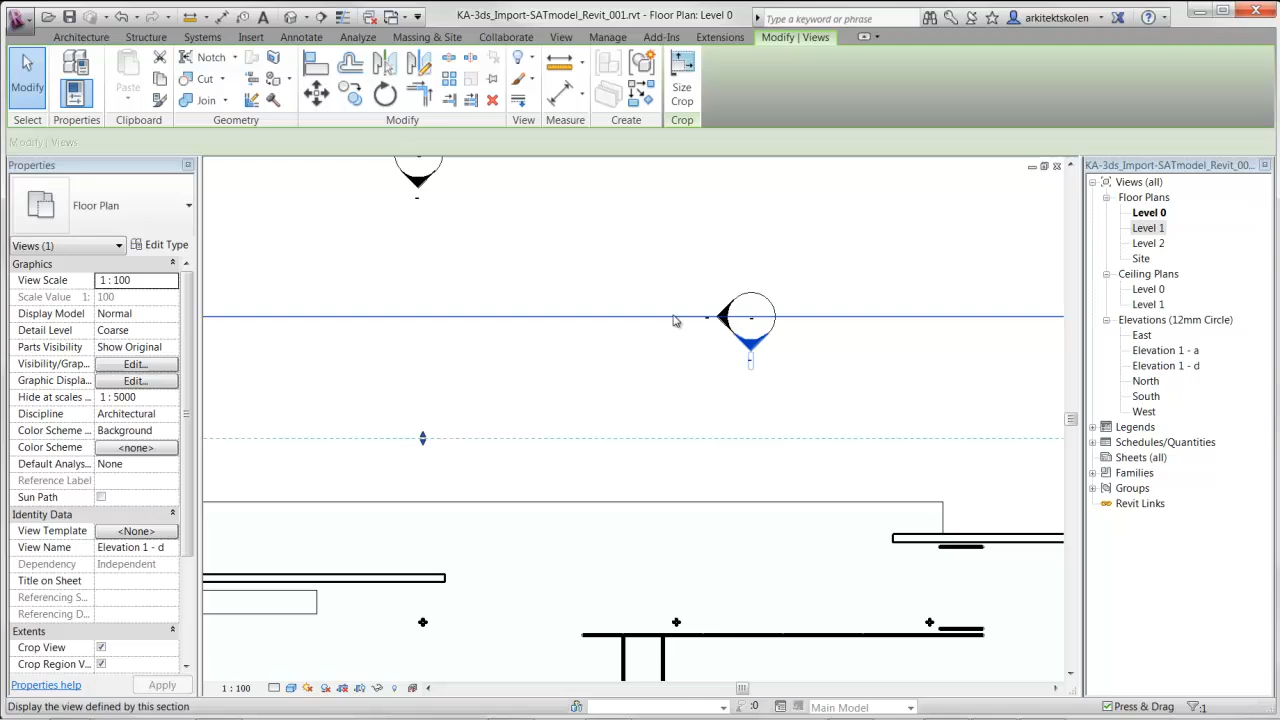 KA-3ds_Import-SATmodel_Revit_001.rvt - Floor Plan: Level 0
Type a keyword or phrase
arkitektskolen
Architecture Structure Systems Insert Annotate Analyze Massing & Site Collaborate View Manage Add-Ins Extensions Modify | Views
Modify
Paste
Notch
Cut
Join
Size Crop
Select Properties Clipboard Geometry Modify View Measure Create Crop
Modify | Views
Properties
Floor Plan
Views (1)
Edit Type
Graphics
View Scale 1 : 100
Scale Value 1: 100
Display Model Normal
Detail Level Coarse
Parts Visibility Show Original
Visibility/Grap... Edit...
Graphic Displa... Edit...
Hide at scales ... 1 : 5000
Discipline Architectural
Color Scheme ... Background
Color Scheme <none>
Default Analys... None
Reference Label
Sun Path
Identity Data
View Template <None>
View Name Elevation 1 - d
Dependency Independent
Title on Sheet
Referencing S...
Referencing D...
Extents
Crop View
Crop Region V...
Properties help
Apply
1 : 100
KA-3ds_Import-SATmodel_Revit_00...
Views (all)
Floor Plans
Level 0
Level 1
Level 2
Site
Ceiling Plans
Level 0
Level 1
Elevations (12mm Circle)
East
Elevation 1 - a
Elevation 1 - d
North
South
West
Legends
Schedules/Quantities
Sheets (all)
Families
Groups
Revit Links
Display the view defined by this section
:0
Main Model
Press & Drag
:1